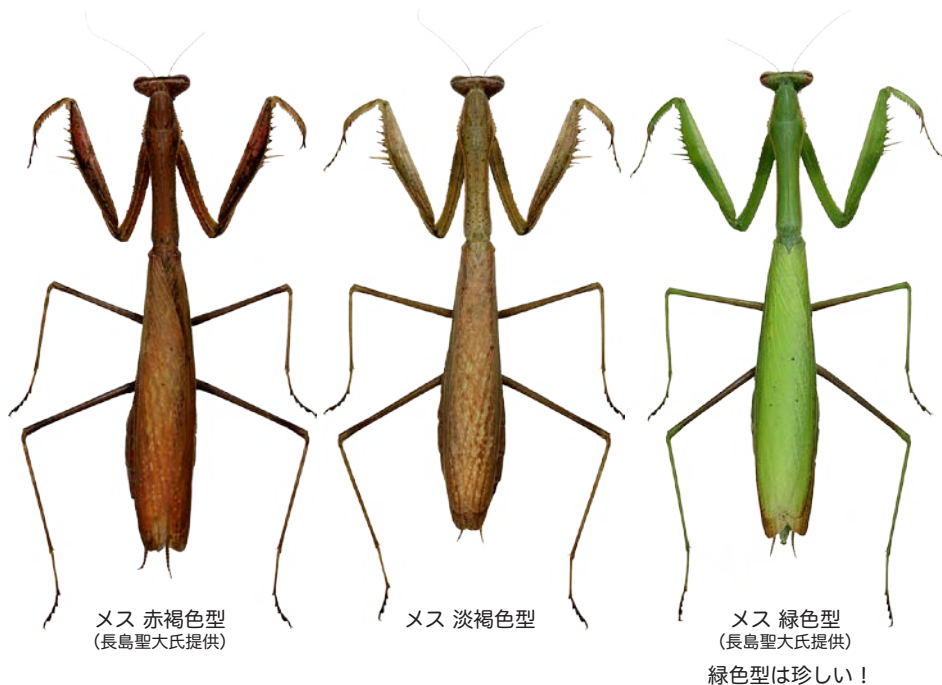 メス 赤褐色型
（長島聖大氏提供）
メス 淡褐色型
メス 緑色型
（長島聖大氏提供）
緑色型は珍しい！